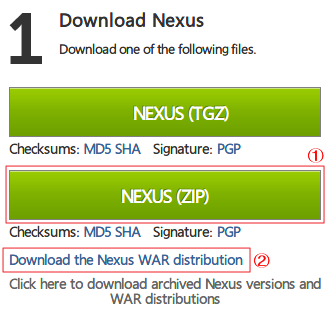 1 Download Nexus
Download one of the following files.
NEXUS (TGZ)
Checksums: MD5 SHA Signature: PGP
①
NEXUS (ZIP)
Checksums: MD5 SHA Signature: PGP
Download the Nexus WAR distribution ②
Click here to download archived Nexus versions and
WAR distributions